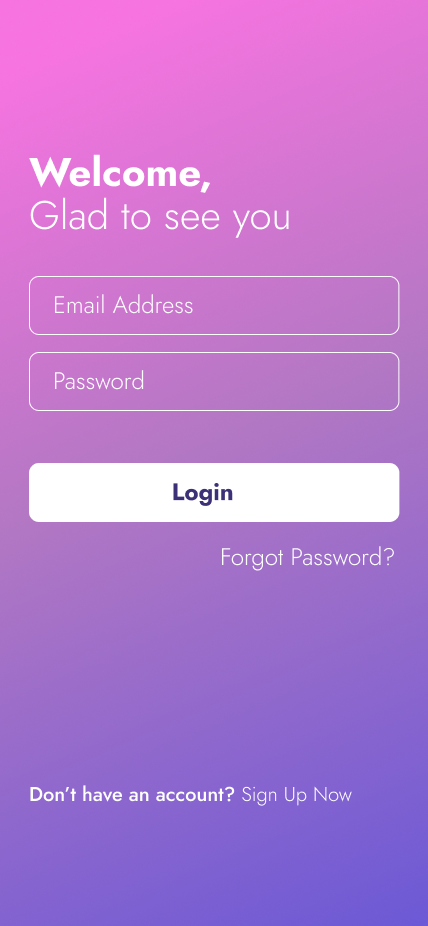 Welcome,
Glad to see you
Email Address
Password
Login
Forgot Password?
Don’t have an account? Sign Up Now